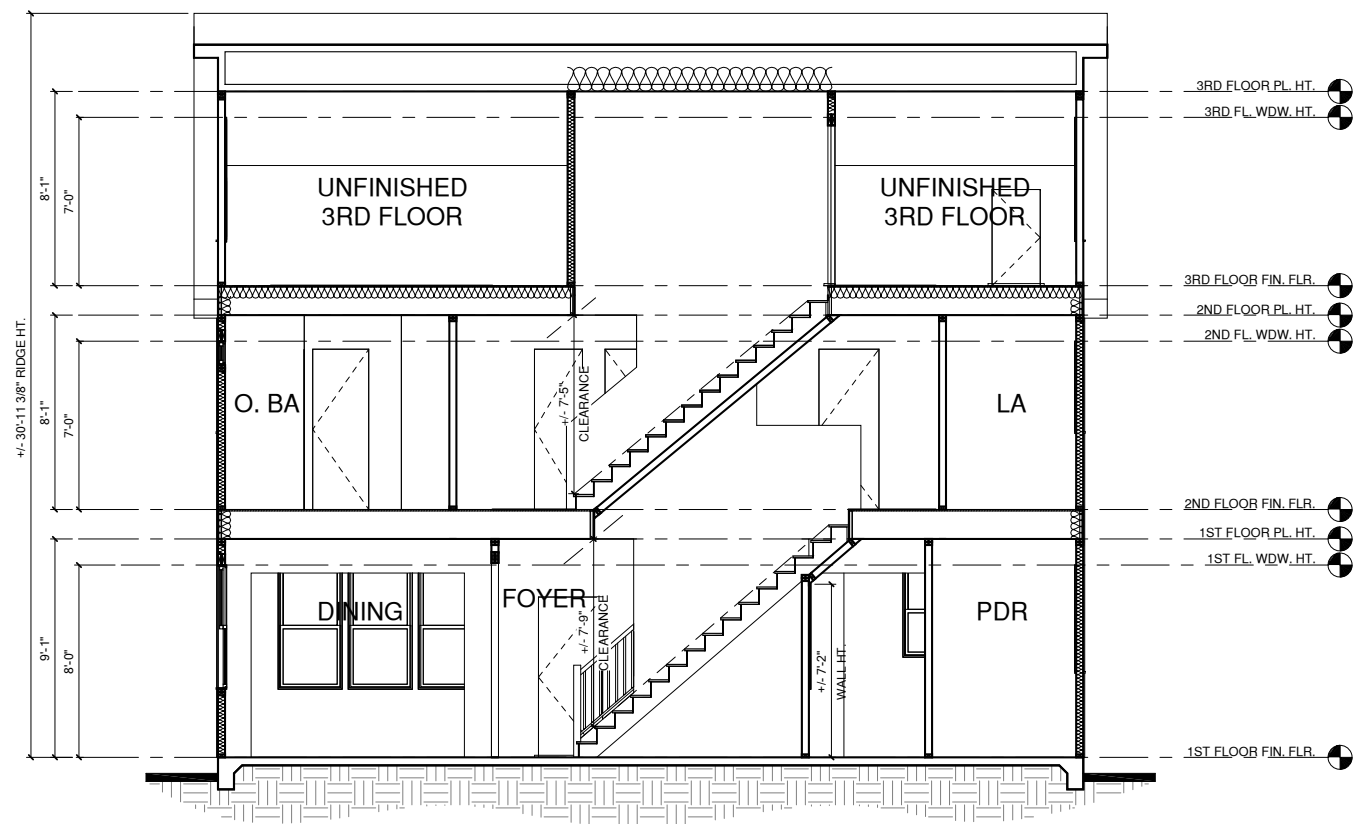 3RD FLOOR PL. HT.
3RD FL. WDW. HT.
8'-1"
7'-0"
UNFINISHED
3RD FLOOR
UNFINISHED
3RD FLOOR
3RD FLOOR FIN. FLR.
2ND FLOOR PL. HT.
2ND FL. WDW. HT.
+/- 30'-11 3/8" RIDGE HT.
8'-1"
7'-0"
O. BA
+/- 7'-5"
CLEARANCE
LA
2ND FLOOR FIN. FLR.
1ST FLOOR PL. HT.
1ST FL. WDW. HT.
9'-1"
8'-0"
DINING
FOYER
+/- 7'-9"
CLEARANCE
+/- 7'-2"
WALL HT.
PDR
1ST FLOOR FIN. FLR.